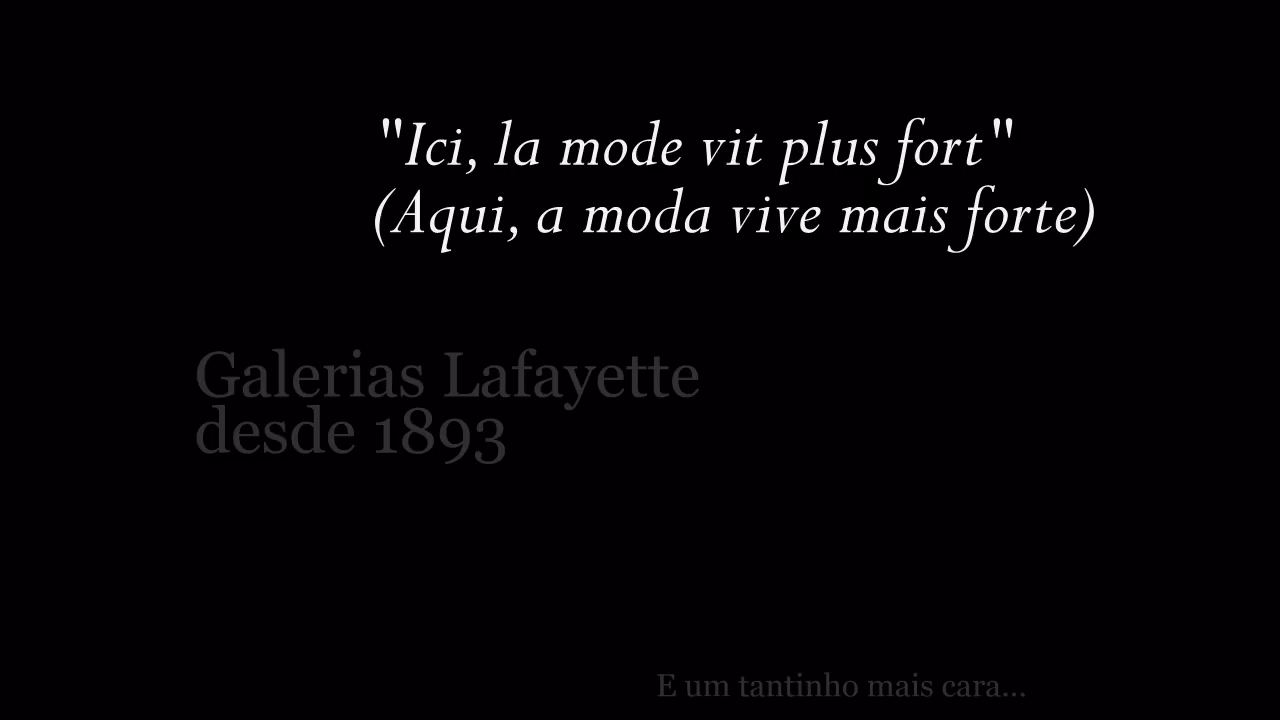 "Ici, la mode vit plus fort"
(Aqui, a moda vive mais forte)
Galerias Lafayette
desde 1893
E um tantinho mais cara...